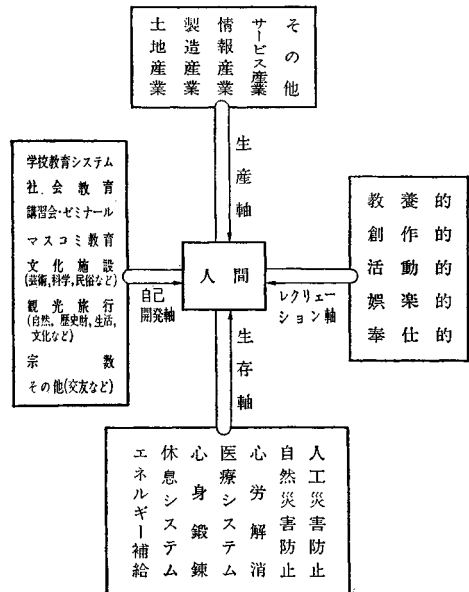 土地産業
製造産業
情報産業
サービス産業
その他
生産軸
学校教育システム
社会教育
講習会・ゼミナール
マスコミ教育
文化施設
(芸術,科学,民俗など)
観光旅行
(自然,歴史財,生活,
文化など)
宗教
その他(交友など)
自己
開発軸
人間
レクリェー
ション軸
教養的
創作的
活動的
娯楽的
奉仕的
生存軸
エネルギー補給
休息システム
心身鍛錬
医療システム
心労解消
自然災害防止
人工災害防止